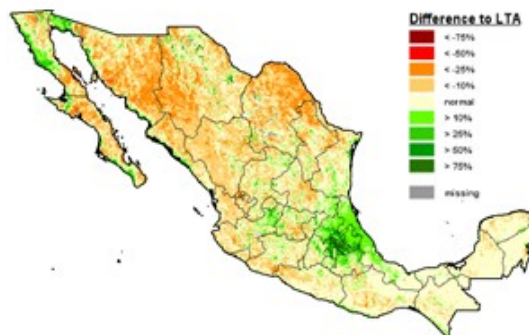 Difference to LTA
< -75%
< -50%
< -25%
< -10%
normal
> 10%
> 25%
> 50%
> 75%
missing